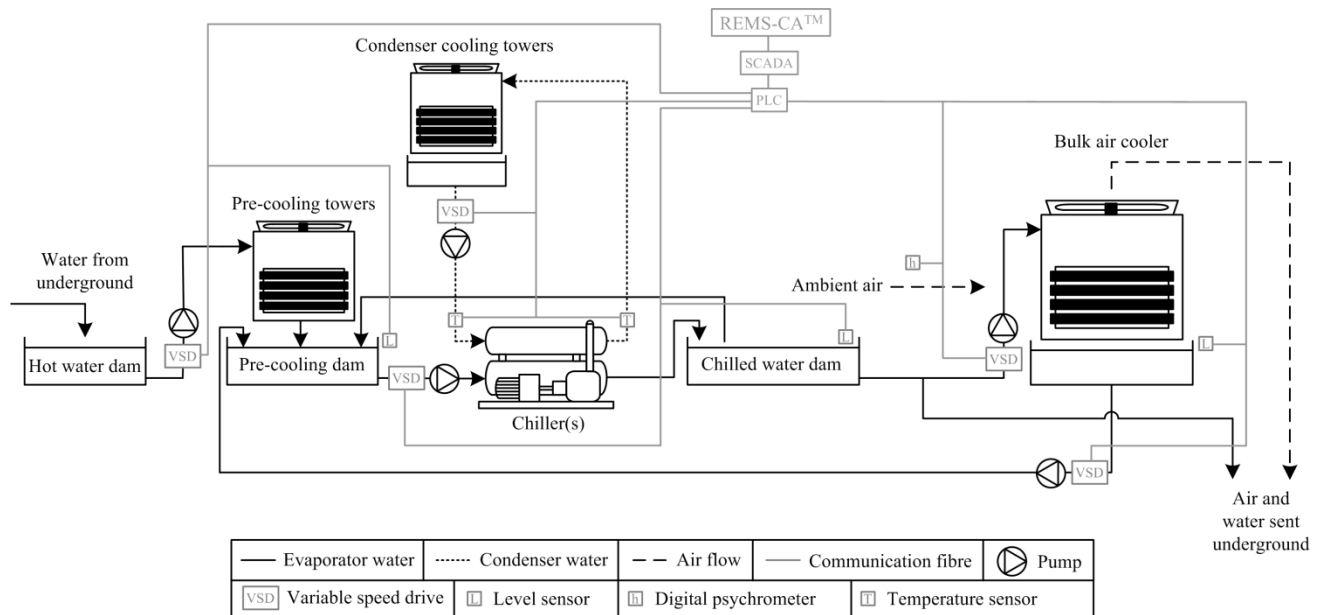 REMS-CA™
SCADA
PLC
Condenser cooling towers
VSD
Pre-cooling towers
Bulk air cooler
Water from
underground
h
Ambient air
T
T
L
L
L
VSD
VSD
VSD
Hot water dam
Pre-cooling dam
Chilled water dam
Chiller(s)
VSD
Air and
water sent
underground
Evaporator water
Condenser water
Air flow
Communication fibre
Pump
VSD Variable speed drive
L Level sensor
h Digital psychrometer
T Temperature sensor